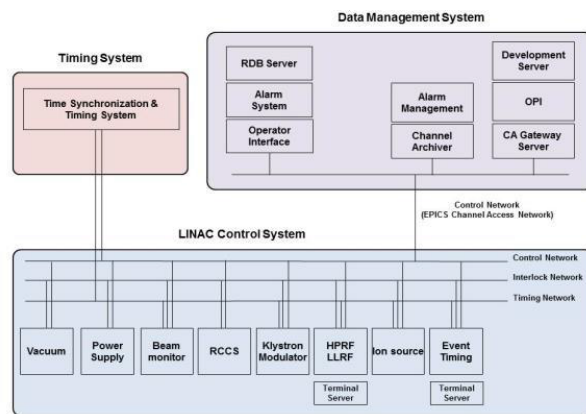 Data Management System
Timing System
RDB Server
Development
Server
Time Synchronization &
Timing System
Alarm
System
Alarm
Management
OPI
Operator
Interface
Channel
Archiver
CA Gateway
Server
Control Network
(EPICS Channel Access Network)
LINAC Control System
Control Network
Interlock Network
Timing Network
Vacuum
Power
Supply
Beam
monitor
RCCS
Klystron
Modulator
HPRF
LLRF
Ion source
Event
Timing
Terminal
Server
Terminal
Server